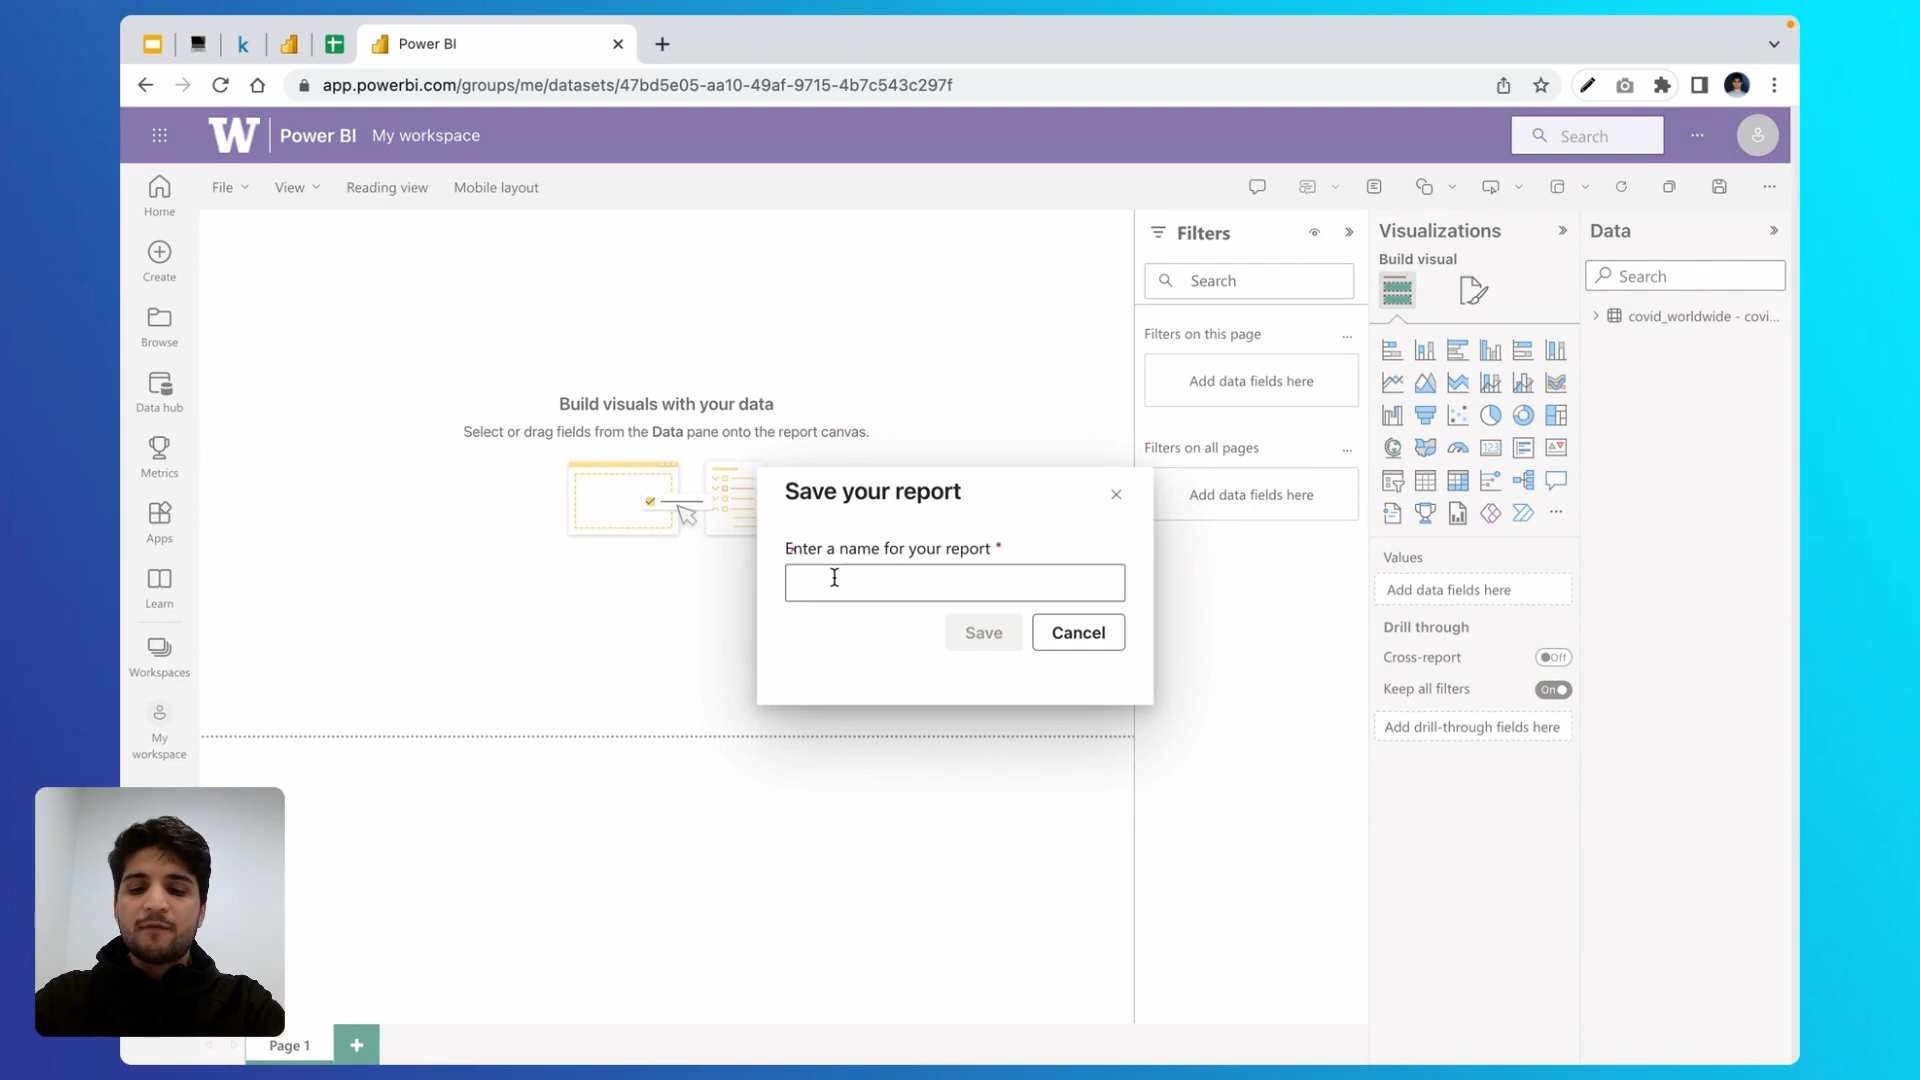 Power BI
app.powerbi.com/groups/me/datasets/47bd5e05-aa10-49af-9715-4b7c543c297f
W Power BI My workspace
Search
File View Reading view Mobile layout
Home
Create
Browse
Data hub
Metrics
Apps
Learn
Workspaces
My
workspace
Build visuals with your data
Select or drag fields from the Data pane onto the report canvas.
Save your report
Enter a name for your report *
Save Cancel
Filters
Search
Filters on this page
Add data fields here
Filters on all pages
Add data fields here
Visualizations
Build visual
123
Values
Add data fields here
Drill through
Cross-report Off
Keep all filters On
Add drill-through fields here
Data
Search
covid_worldwide - covi...
Page 1